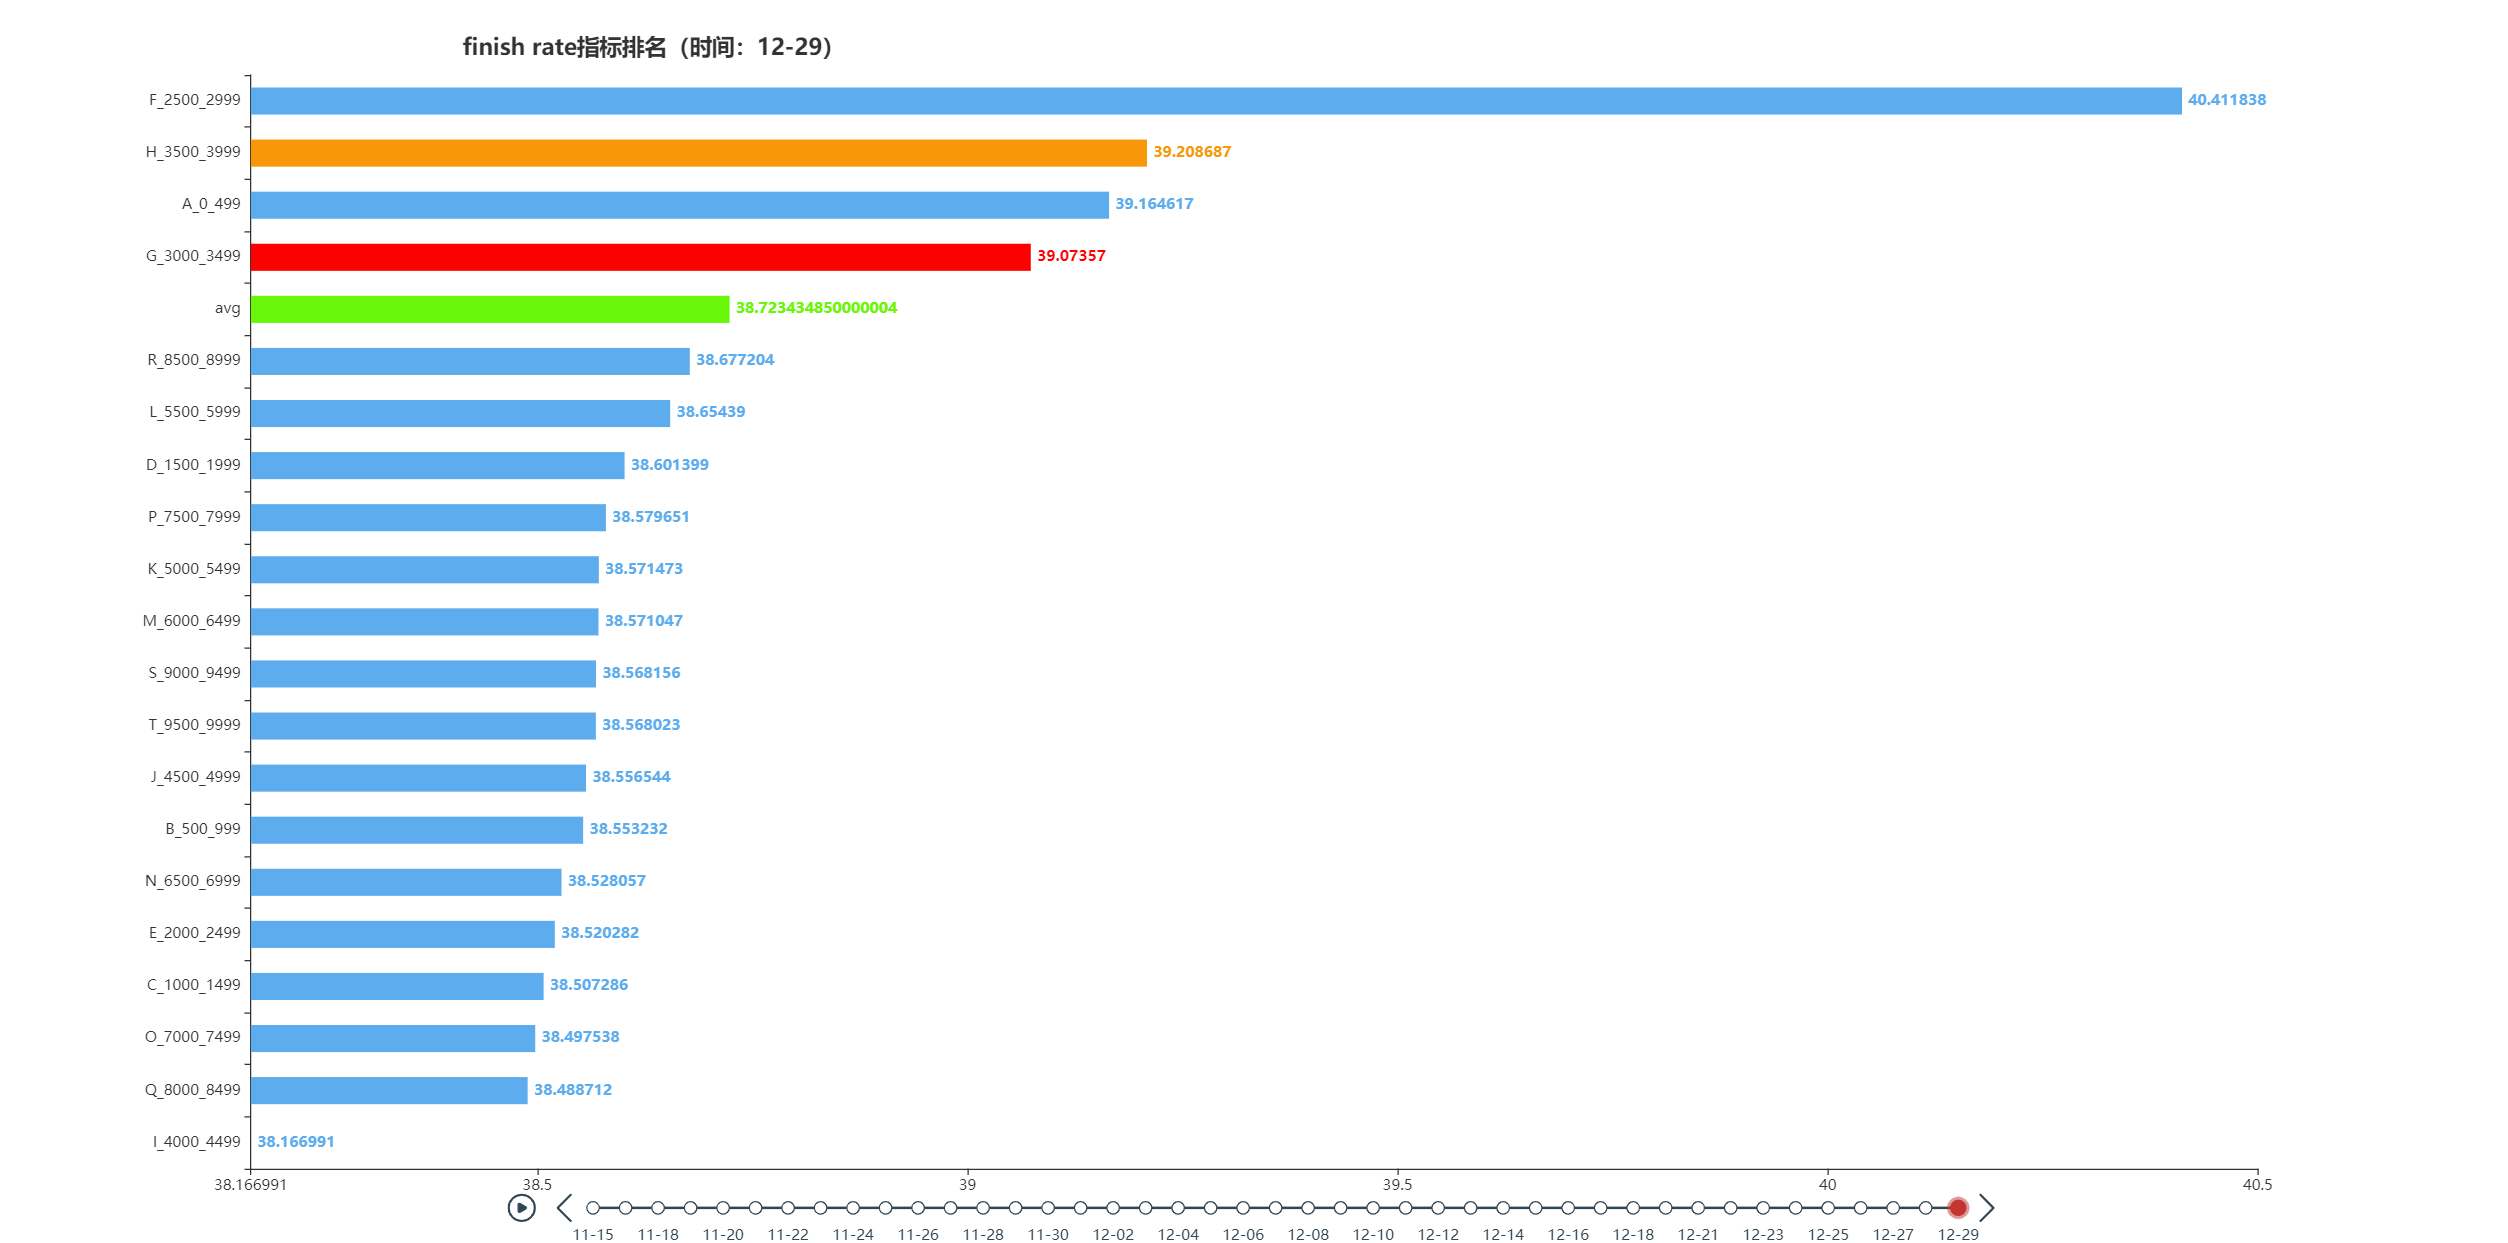 finish rate指标排名（时间：12-29）
F_2500_2999 40.411838
H_3500_3999 39.208687
A_0_499 39.164617
G_3000_3499 39.07357
avg 38.723434850000004
R_8500_8999 38.677204
L_5500_5999 38.65439
D_1500_1999 38.601399
P_7500_7999 38.579651
K_5000_5499 38.571473
M_6000_6499 38.571047
S_9000_9499 38.568156
T_9500_9999 38.568023
J_4500_4999 38.556544
B_500_999 38.553232
N_6500_6999 38.528057
E_2000_2499 38.520282
C_1000_1499 38.507286
O_7000_7499 38.497538
Q_8000_8499 38.488712
I_4000_4499 38.166991
38.166991 38.5 39 39.5 40 40.5
11-15 11-18 11-20 11-22 11-24 11-26 11-28 11-30 12-02 12-04 12-06 12-08 12-10 12-12 12-14 12-16 12-18 12-21 12-23 12-25 12-27 12-29